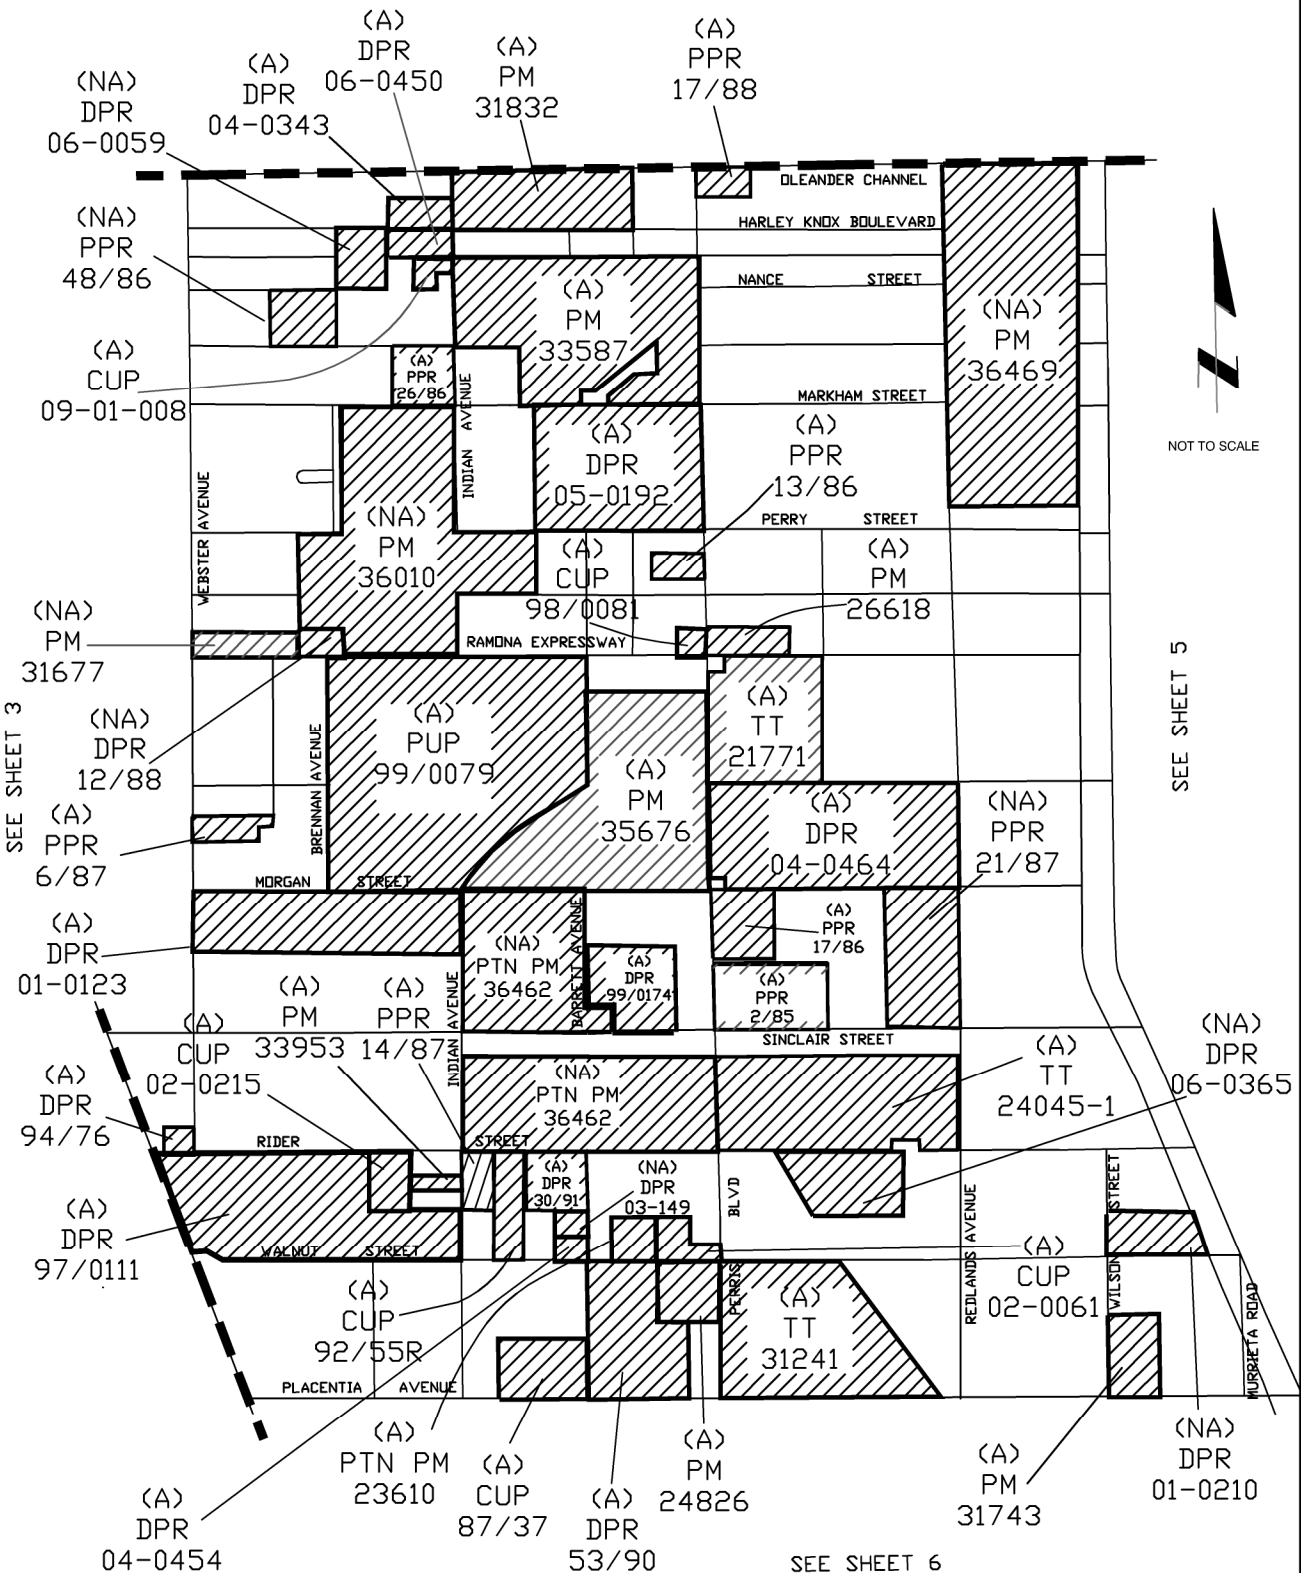 (A)
DPR
06-0450
(A)
PM
31832
(A)
PPR
17/88
(A)
DPR
04-0343
(NA)
DPR
06-0059
OLEANDER CHANNEL
HARLEY KNOX BOULEVARD
(NA)
PPR
48/86
NANCE STREET
(A)
PM
33587
(NA)
PM
36469
(A)
CUP
09-01-008
(A)
PPR
26/86
INDIAN AVENUE
MARKHAM STREET
NOT TO SCALE
(A)
DPR
05-0192
(A)
PPR
13/86
WEBSTER AVENUE
(NA)
PM
36010
PERRY STREET
(A)
CUP
98/0081
(A)
PM
26618
(NA)
PM
31677
RAMONA EXPRESSWAY
SEE SHEET 3
SEE SHEET 5
(NA)
DPR
12/88
BRENNAN AVENUE
(A)
PUP
99/0079
(A)
TT
21771
(A)
PM
35676
(A)
DPR
04-0464
(NA)
PPR
21/87
(A)
PPR
6/87
MORGAN STREET
(A)
DPR
01-0123
(NA)
PTN PM
36462
BARRETT AVENUE
(A)
DPR
99/0174
(A)
PPR
17/86
(A)
PPR
2/85
INDIAN AVENUE
(A)
PM
33953
(A)
PPR
14/87
(A)
CUP
02-0215
SINCLAIR STREET
(NA)
DPR
06-0365
(A)
TT
24045-1
(NA)
PTN PM
36462
(A)
DPR
94/76
RIDER STREET
(A)
DPR
30/91
(NA)
DPR
03-149
PERRIS BLVD
REDLANDS AVENUE
WILSON STREET
MURRIETA ROAD
(A)
DPR
97/0111
WALNUT STREET
(A)
CUP
02-0061
(A)
CUP
92/55R
(A)
TT
31241
PLACENTIA AVENUE
(A)
PTN PM
23610
(A)
CUP
87/37
(A)
DPR
53/90
(A)
PM
24826
(A)
PM
31743
(NA)
DPR
01-0210
(A)
DPR
04-0454
SEE SHEET 6